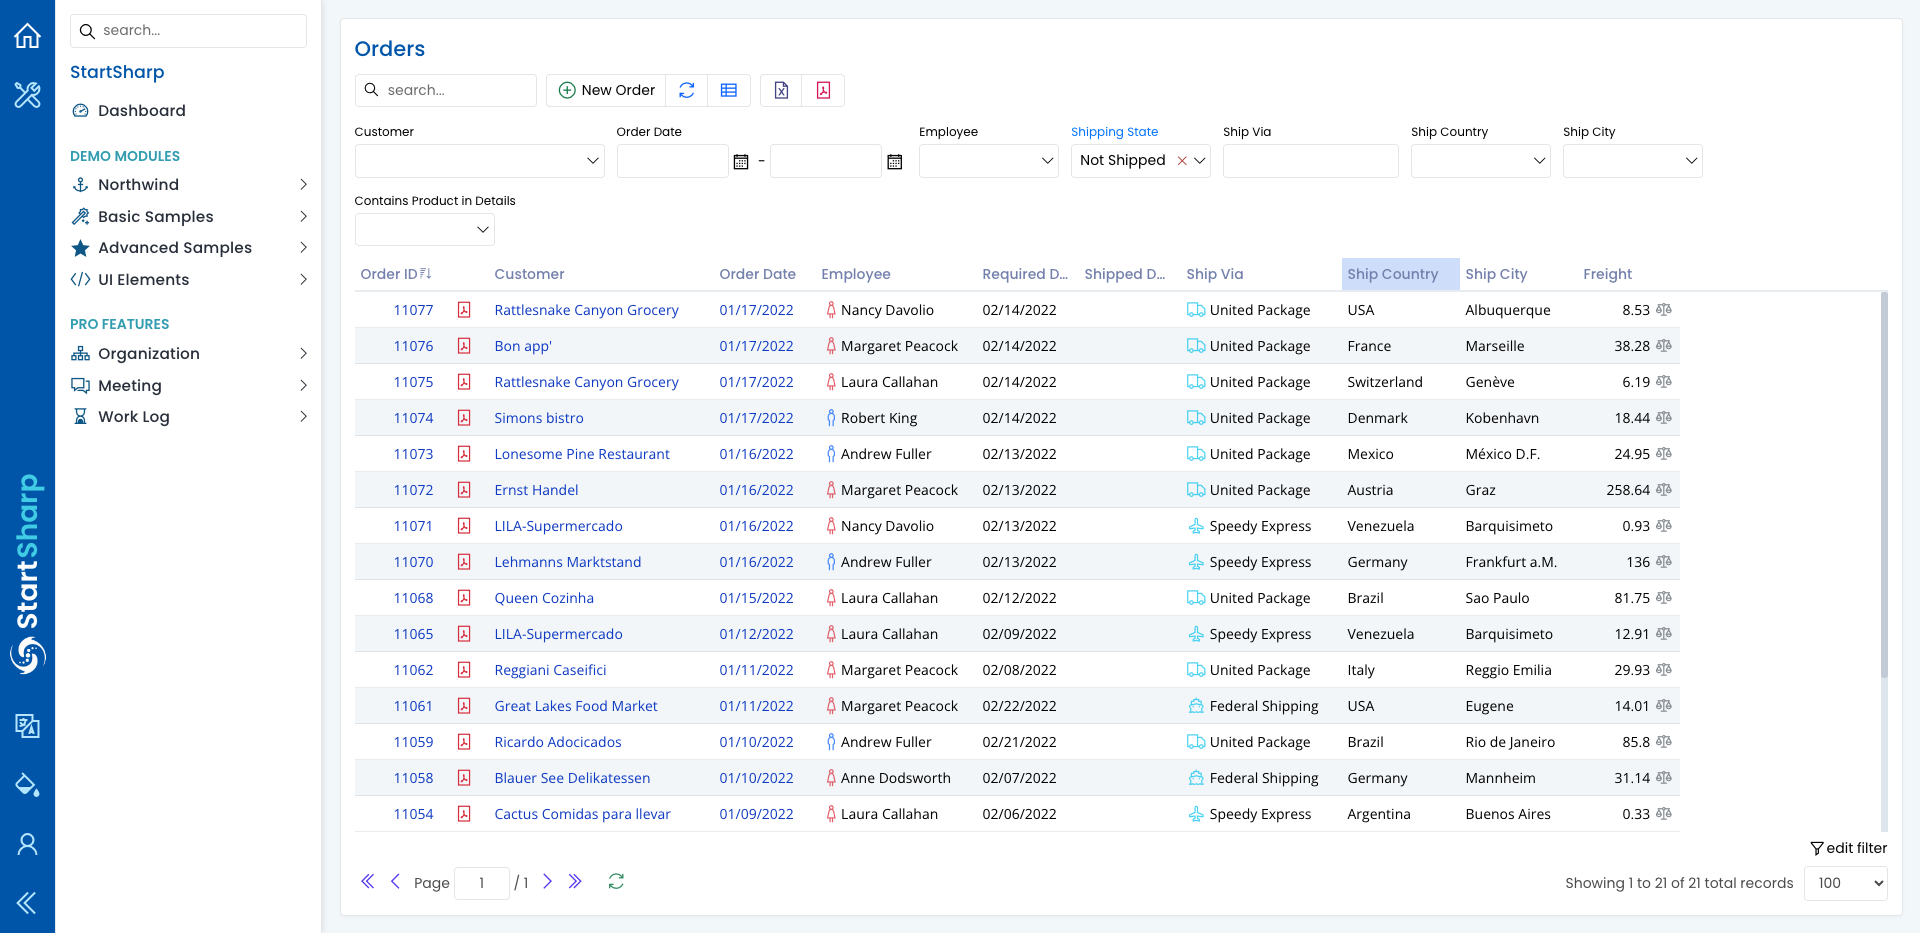 search...
StartSharp
Dashboard
DEMO MODULES
Northwind
Basic Samples
Advanced Samples
UI Elements
PRO FEATURES
Organization
Meeting
Work Log
StartSharp
Orders
search...
New Order
Customer
Order Date
Employee
Shipping State
Ship Via
Ship Country
Ship City
-
Not Shipped
Contains Product in Details
Order ID Customer Order Date Employee Required D... Shipped D... Ship Via Ship Country Ship City Freight
11077 Rattlesnake Canyon Grocery 01/17/2022 Nancy Davolio 02/14/2022 United Package USA Albuquerque 8.53
11076 Bon app' 01/17/2022 Margaret Peacock 02/14/2022 United Package France Marseille 38.28
11075 Rattlesnake Canyon Grocery 01/17/2022 Laura Callahan 02/14/2022 United Package Switzerland Genève 6.19
11074 Simons bistro 01/17/2022 Robert King 02/14/2022 United Package Denmark Kobenhavn 18.44
11073 Lonesome Pine Restaurant 01/16/2022 Andrew Fuller 02/13/2022 United Package Mexico México D.F. 24.95
11072 Ernst Handel 01/16/2022 Margaret Peacock 02/13/2022 United Package Austria Graz 258.64
11071 LILA-Supermercado 01/16/2022 Nancy Davolio 02/13/2022 Speedy Express Venezuela Barquisimeto 0.93
11070 Lehmanns Marktstand 01/16/2022 Andrew Fuller 02/13/2022 Speedy Express Germany Frankfurt a.M. 136
11068 Queen Cozinha 01/15/2022 Laura Callahan 02/12/2022 United Package Brazil Sao Paulo 81.75
11065 LILA-Supermercado 01/12/2022 Laura Callahan 02/09/2022 Speedy Express Venezuela Barquisimeto 12.91
11062 Reggiani Caseifici 01/11/2022 Margaret Peacock 02/08/2022 United Package Italy Reggio Emilia 29.93
11061 Great Lakes Food Market 01/11/2022 Margaret Peacock 02/22/2022 Federal Shipping USA Eugene 14.01
11059 Ricardo Adocicados 01/10/2022 Andrew Fuller 02/21/2022 United Package Brazil Rio de Janeiro 85.8
11058 Blauer See Delikatessen 01/10/2022 Anne Dodsworth 02/07/2022 Federal Shipping Germany Mannheim 31.14
11054 Cactus Comidas para llevar 01/09/2022 Laura Callahan 02/06/2022 Speedy Express Argentina Buenos Aires 0.33
edit filter
Page 1 / 1
Showing 1 to 21 of 21 total records 100